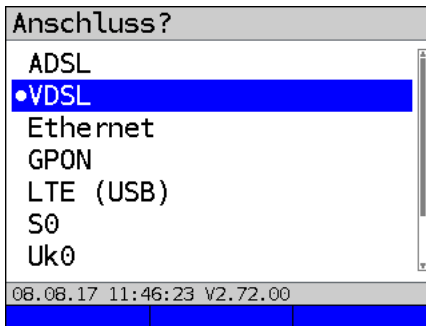 Anschluss?
ADSL
•VDSL
Ethernet
GPON
LTE (USB)
S0
Uk0
08.08.17 11:46:23 V2.72.00